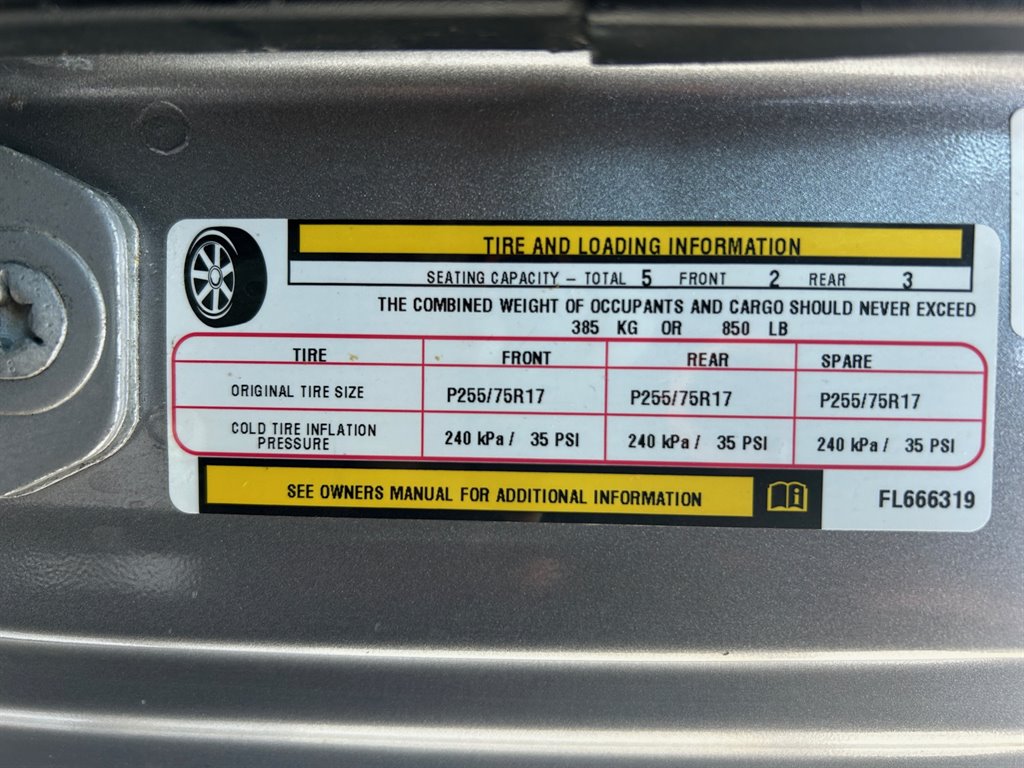 TIRE AND LOADING INFORMATION
SEATING CAPACITY – TOTAL 5 FRONT 2 REAR 3
THE COMBINED WEIGHT OF OCCUPANTS AND CARGO SHOULD NEVER EXCEED
385 KG OR 850 LB
TIRE FRONT REAR SPARE
ORIGINAL TIRE SIZE P255/75R17 P255/75R17 P255/75R17
COLD TIRE INFLATION
PRESSURE 240 kPa / 35 PSI 240 kPa / 35 PSI 240 kPa / 35 PSI
SEE OWNERS MANUAL FOR ADDITIONAL INFORMATION
FL666319